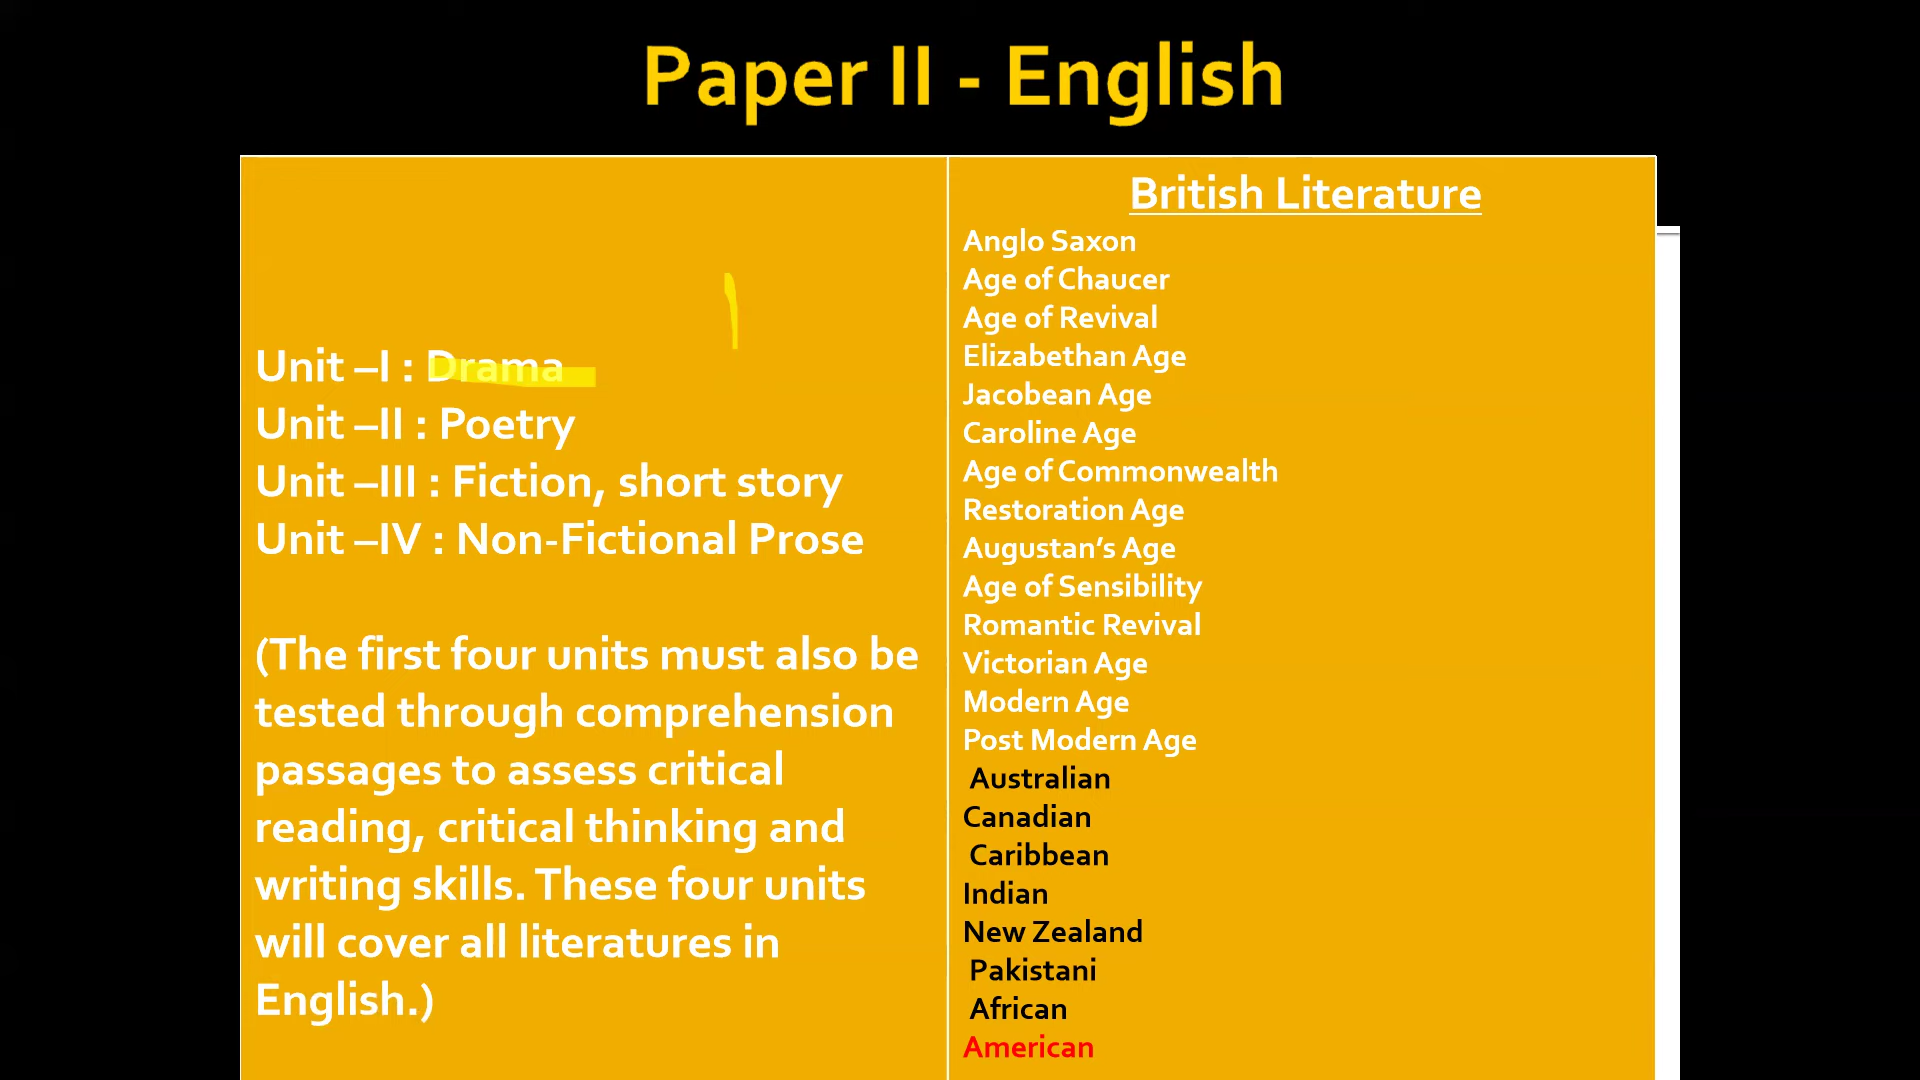 Paper II - English
Unit –I : Drama
Unit –II : Poetry
Unit –III : Fiction, short story
Unit –IV : Non-Fictional Prose
(The first four units must also be
tested through comprehension
passages to assess critical
reading, critical thinking and
writing skills. These four units
will cover all literatures in
English.)
British Literature
Anglo Saxon
Age of Chaucer
Age of Revival
Elizabethan Age
Jacobean Age
Caroline Age
Age of Commonwealth
Restoration Age
Augustan’s Age
Age of Sensibility
Romantic Revival
Victorian Age
Modern Age
Post Modern Age
Australian
Canadian
Caribbean
Indian
New Zealand
Pakistani
African
American